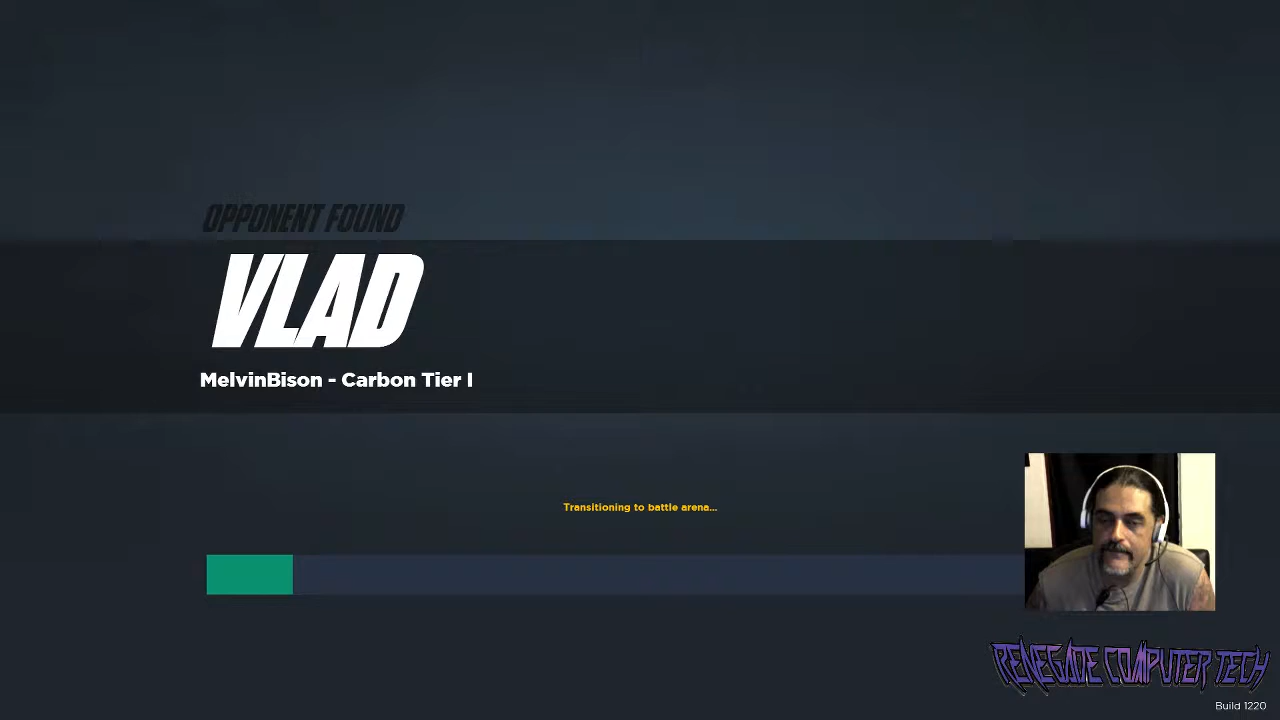 OPPONENT FOUND
VLAD
MelvinBison - Carbon Tier I
Transitioning to battle arena...
RENEGADE COMPUTER TECH
Build 1220